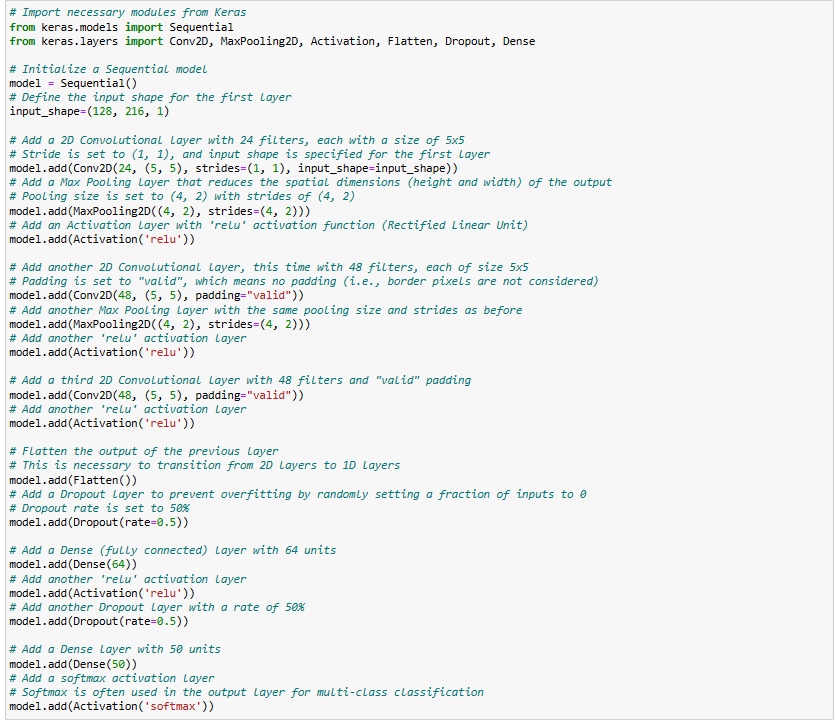 # Import necessary modules from Keras
from keras.models import Sequential
from keras.layers import Conv2D, MaxPooling2D, Activation, Flatten, Dropout, Dense
# Initialize a Sequential model
model = Sequential()
# Define the input shape for the first layer
input_shape=(128, 216, 1)
# Add a 2D Convolutional layer with 24 filters, each with a size of 5x5
# Stride is set to (1, 1), and input shape is specified for the first layer
model.add(Conv2D(24, (5, 5), strides=(1, 1), input_shape=input_shape))
# Add a Max Pooling layer that reduces the spatial dimensions (height and width) of the output
# Pooling size is set to (4, 2) with strides of (4, 2)
model.add(MaxPooling2D((4, 2), strides=(4, 2)))
# Add an Activation layer with 'relu' activation function (Rectified Linear Unit)
model.add(Activation('relu'))
# Add another 2D Convolutional layer, this time with 48 filters, each of size 5x5
# Padding is set to "valid", which means no padding (i.e., border pixels are not considered)
model.add(Conv2D(48, (5, 5), padding="valid"))
# Add another Max Pooling layer with the same pooling size and strides as before
model.add(MaxPooling2D((4, 2), strides=(4, 2)))
# Add another 'relu' activation layer
model.add(Activation('relu'))
# Add a third 2D Convolutional layer with 48 filters and "valid" padding
model.add(Conv2D(48, (5, 5), padding="valid"))
# Add another 'relu' activation layer
model.add(Activation('relu'))
# Flatten the output of the previous layer
# This is necessary to transition from 2D layers to 1D layers
model.add(Flatten())
# Add a Dropout layer to prevent overfitting by randomly setting a fraction of inputs to 0
# Dropout rate is set to 50%
model.add(Dropout(rate=0.5))
# Add a Dense (fully connected) layer with 64 units
model.add(Dense(64))
# Add another 'relu' activation layer
model.add(Activation('relu'))
# Add another Dropout layer with a rate of 50%
model.add(Dropout(rate=0.5))
# Add a Dense layer with 50 units
model.add(Dense(50))
# Add a softmax activation layer
# Softmax is often used in the output layer for multi-class classification
model.add(Activation('softmax'))